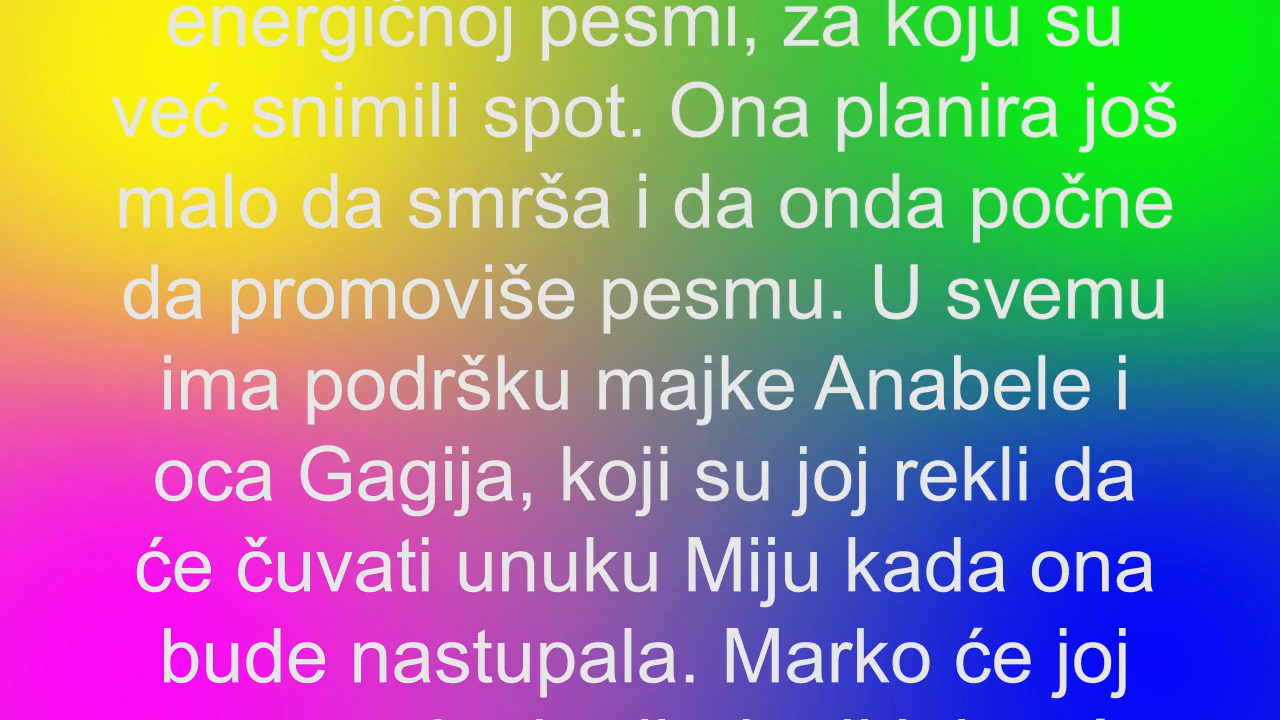 energičnoj pesmi, za koju su
već snimili spot. Ona planira još
malo da smrša i da onda počne
da promoviše pesmu. U svemu
ima podršku majke Anabele i
oca Gagija, koji su joj rekli da
će čuvati unuku Miju kada ona
bude nastupala. Marko će joj